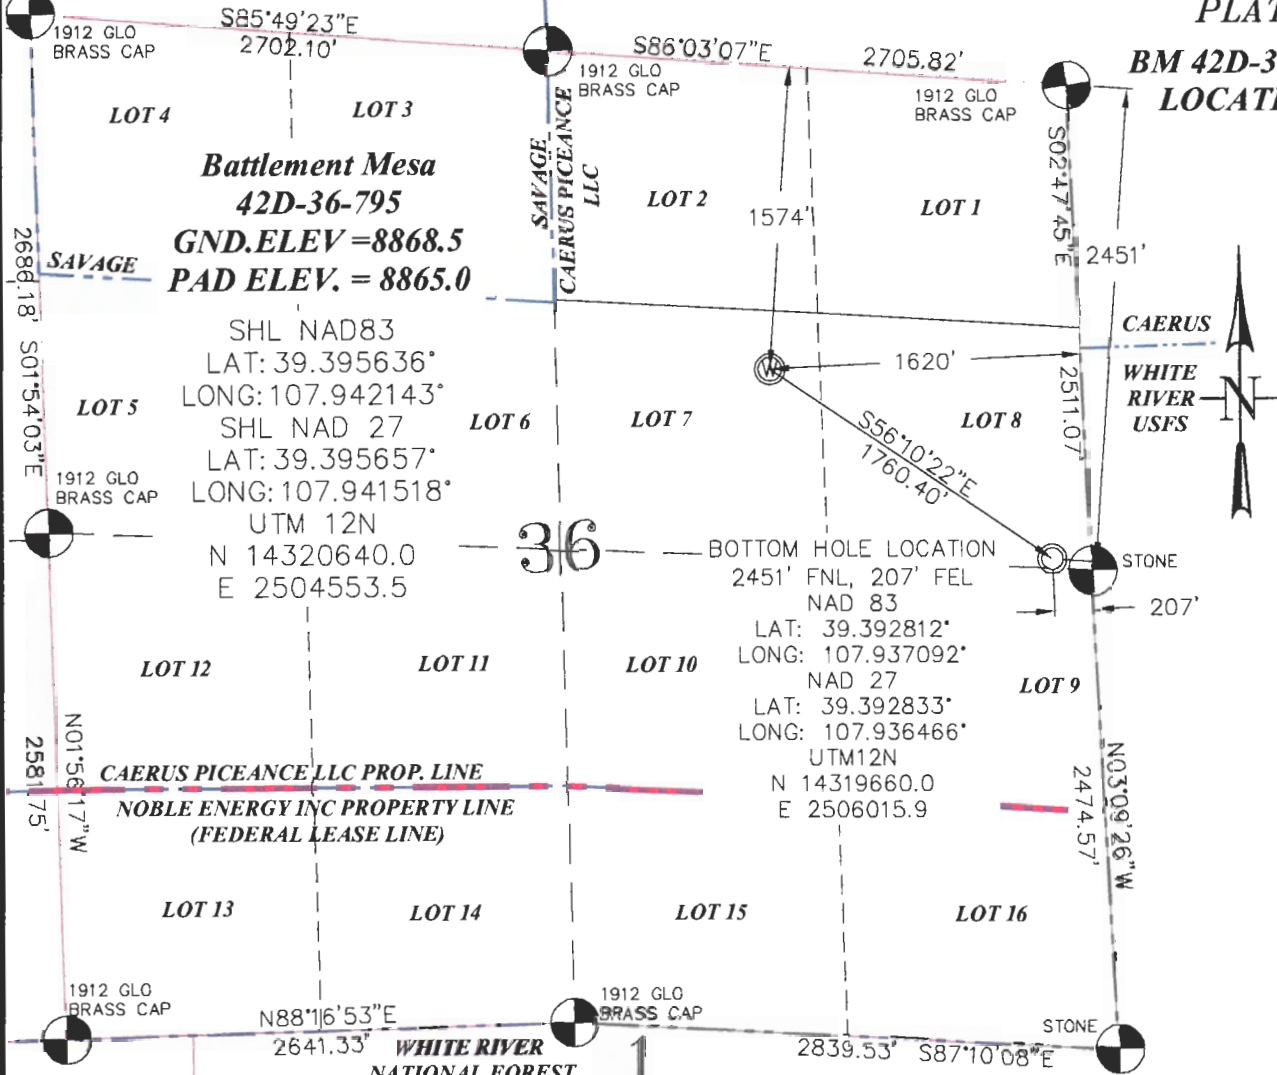 PLAT
BM 42D-3
LOCATI
S85°49'23"E
2702.10'
S86°03'07"E
2705.82'
1912 GLO
BRASS CAP
1912 GLO
BRASS CAP
1912 GLO
BRASS CAP
LOT 4
LOT 3
LOT 2
LOT 1
SAVAGE
CAERUS PICEANCE
LLC
1574'
S02°47'45"E
2451'
Battlement Mesa
42D-36-795
GND.ELEV =8868.5
PAD ELEV. = 8865.0
2686.18'
S01°54'03"E
SAVAGE
SHL NAD83
LAT: 39.395636°
LONG: 107.942143°
SHL NAD 27
LAT: 39.395657°
LONG: 107.941518°
UTM 12N
N 14320640.0
E 2504553.5
CAERUS
WHITE
RIVER
USFS
N
W
1620'
2511.07'
LOT 5
LOT 6
LOT 7
LOT 8
S56°10'22"E
1760.40'
1912 GLO
BRASS CAP
36
STONE
207'
BOTTOM HOLE LOCATION
2451' FNL, 207' FEL
NAD 83
LAT: 39.392812°
LONG: 107.937092°
NAD 27
LAT: 39.392833°
LONG: 107.936466°
UTM12N
N 14319660.0
E 2506015.9
LOT 12
LOT 11
LOT 10
LOT 9
N01°56'17"W
2581.75'
CAERUS PICEANCE LLC PROP. LINE
NOBLE ENERGY INC PROPERTY LINE
(FEDERAL LEASE LINE)
N03°09'26"W
2474.57'
LOT 13
LOT 14
LOT 15
LOT 16
1912 GLO
BRASS CAP
1912 GLO
BRASS CAP
STONE
N88°16'53"E
2641.33'
2839.53'
S87°10'08"E
WHITE RIVER
NATIONAL FOREST
1